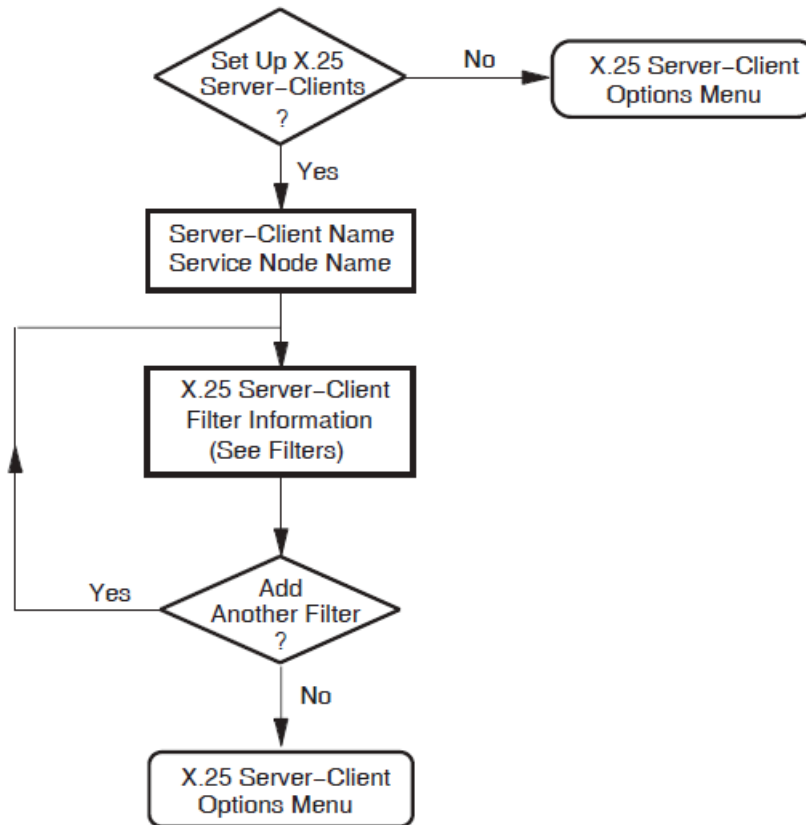 Set Up X.25
Server–Clients
?
No
X.25 Server–Client
Options Menu
Yes
Server–Client Name
Service Node Name
X.25 Server–Client
Filter Information
(See Filters)
Yes
Add
Another Filter
?
No
X.25 Server–Client
Options Menu